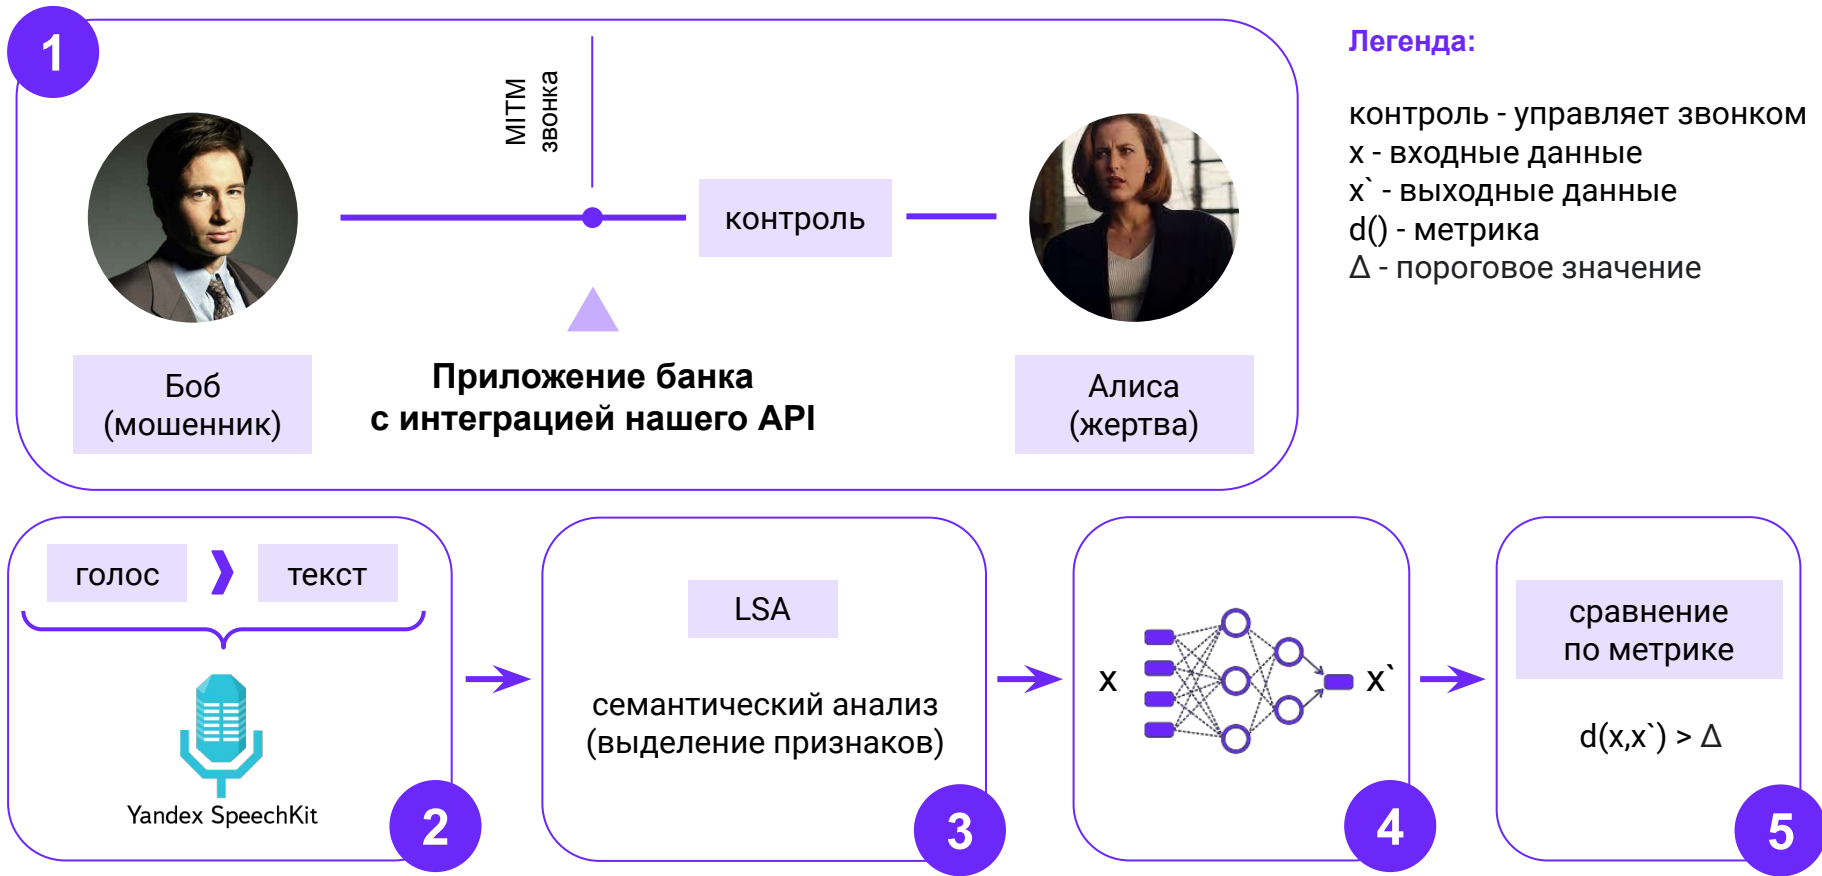 1
MITM
звонка
контроль
Боб
(мошенник)
Приложение банка
с интеграцией нашего API
Алиса
(жертва)
Легенда:
контроль - управляет звонком
x - входные данные
x` - выходные данные
d() - метрика
Δ - пороговое значение
голос
текст
Yandex SpeechKit
2
LSA
семантический анализ
(выделение признаков)
3
x
x`
4
сравнение
по метрике
d(x,x`) > Δ
5